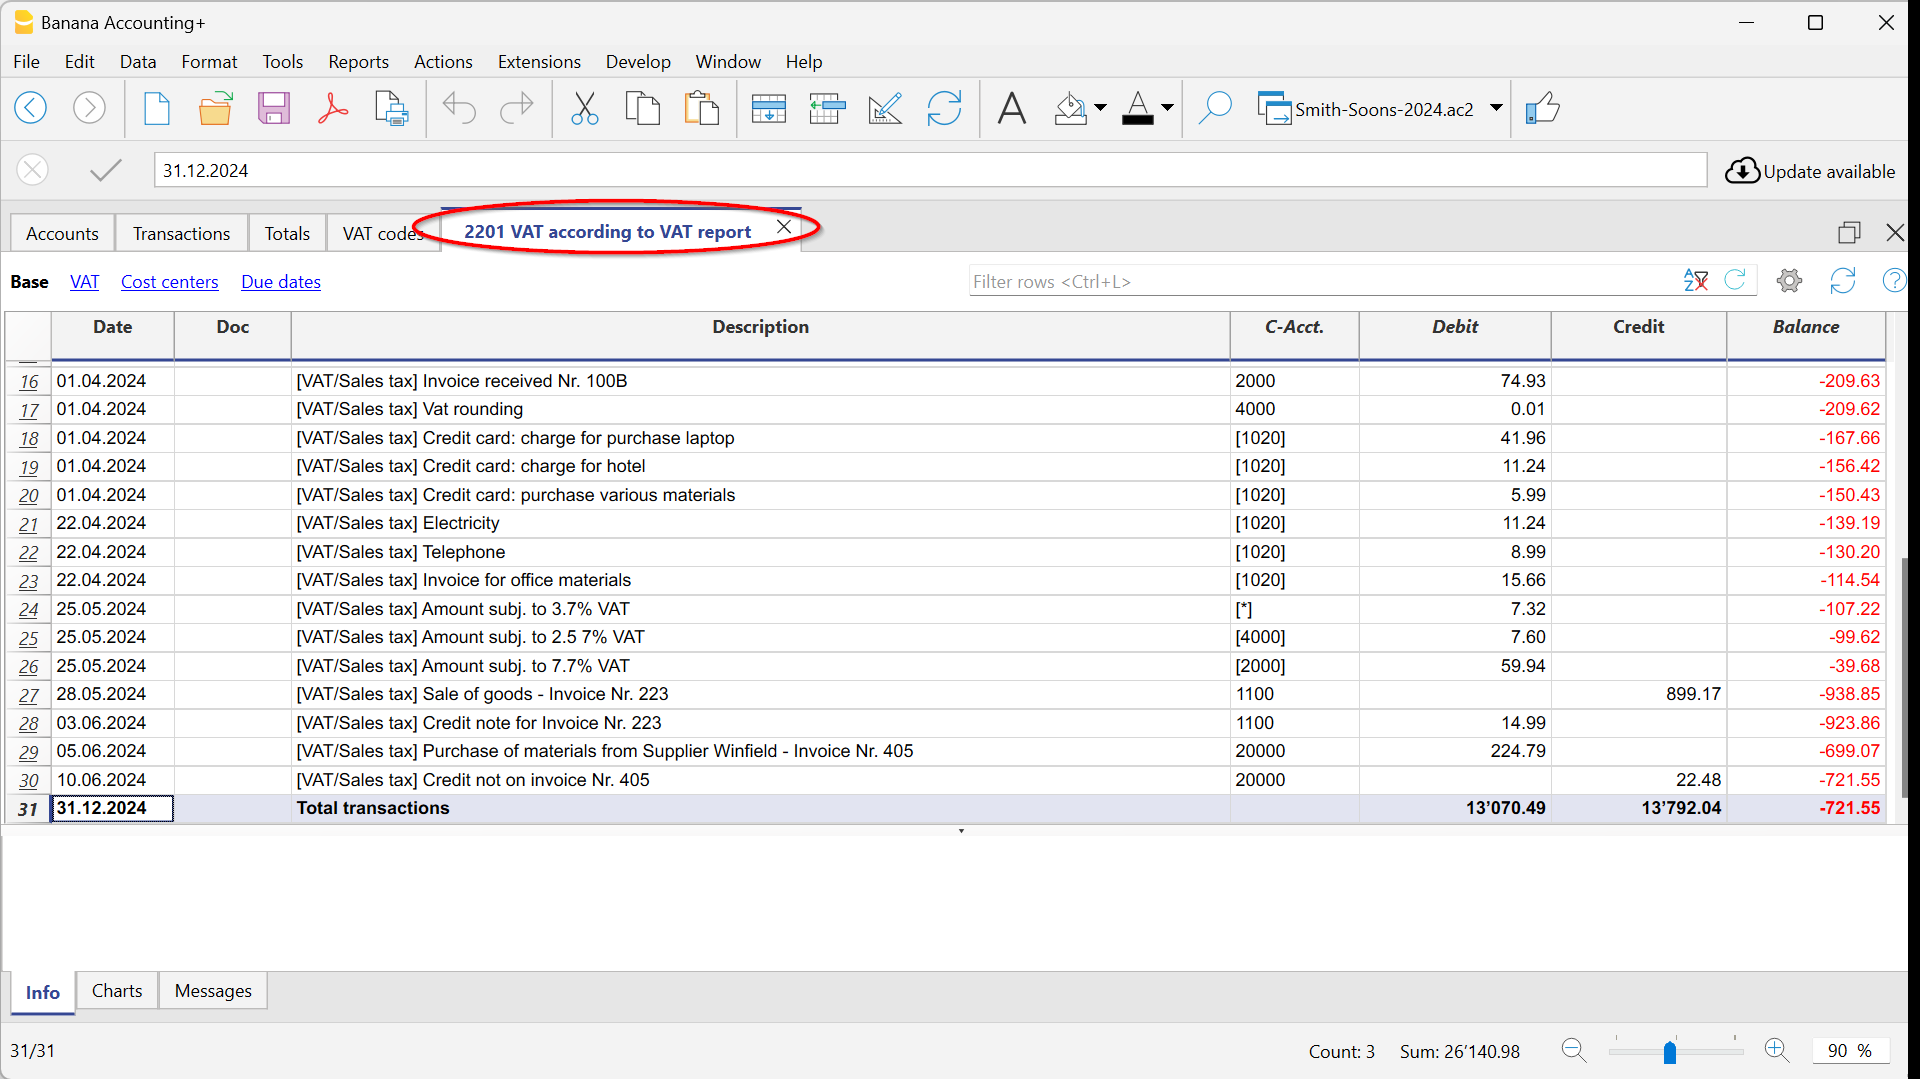 Banana Accounting+
File Edit Data Format Tools Reports Actions Extensions Develop Window Help
Smith-Soons-2024.ac2
31.12.2024 Update available
Accounts Transactions Totals VAT codes 2201 VAT according to VAT report
Base VAT Cost centers Due dates Filter rows <Ctrl+L>
Date Doc Description C-Acct. Debit Credit Balance
16 01.04.2024 [VAT/Sales tax] Invoice received Nr. 100B 2000 74.93 -209.63
17 01.04.2024 [VAT/Sales tax] Vat rounding 4000 0.01 -209.62
18 01.04.2024 [VAT/Sales tax] Credit card: charge for purchase laptop [1020] 41.96 -167.66
19 01.04.2024 [VAT/Sales tax] Credit card: charge for hotel [1020] 11.24 -156.42
20 01.04.2024 [VAT/Sales tax] Credit card: purchase various materials [1020] 5.99 -150.43
21 22.04.2024 [VAT/Sales tax] Electricity [1020] 11.24 -139.19
22 22.04.2024 [VAT/Sales tax] Telephone [1020] 8.99 -130.20
23 22.04.2024 [VAT/Sales tax] Invoice for office materials [1020] 15.66 -114.54
24 25.05.2024 [VAT/Sales tax] Amount subj. to 3.7% VAT [*] 7.32 -107.22
25 25.05.2024 [VAT/Sales tax] Amount subj. to 2.5 7% VAT [4000] 7.60 -99.62
26 25.05.2024 [VAT/Sales tax] Amount subj. to 7.7% VAT [2000] 59.94 -39.68
27 28.05.2024 [VAT/Sales tax] Sale of goods - Invoice Nr. 223 1100 899.17 -938.85
28 03.06.2024 [VAT/Sales tax] Credit note for Invoice Nr. 223 1100 14.99 -923.86
29 05.06.2024 [VAT/Sales tax] Purchase of materials from Supplier Winfield - Invoice Nr. 405 20000 224.79 -699.07
30 10.06.2024 [VAT/Sales tax] Credit not on invoice Nr. 405 20000 22.48 -721.55
31 31.12.2024 Total transactions 13’070.49 13’792.04 -721.55
Info Charts Messages
31/31 Count: 3 Sum: 26’140.98 90 %